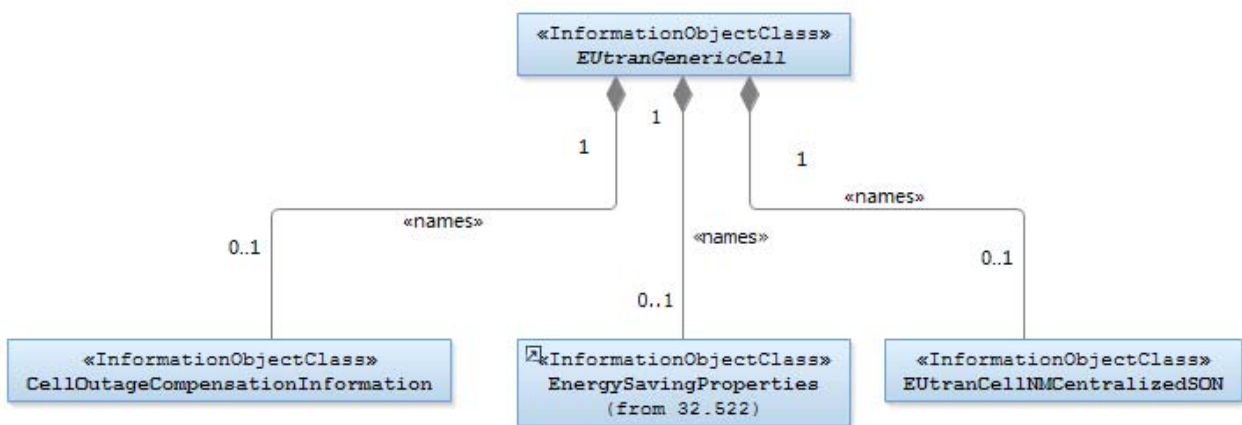 «InformationObjectClass»
EUtranGenericCell
1
1
1
«names»
«names»
«names»
0..1
0..1
0..1
«InformationObjectClass»
CellOutageCompensationInformation
«InformationObjectClass»
EnergySavingProperties
(from 32.522)
«InformationObjectClass»
EUtranCellNMCentralizedSON